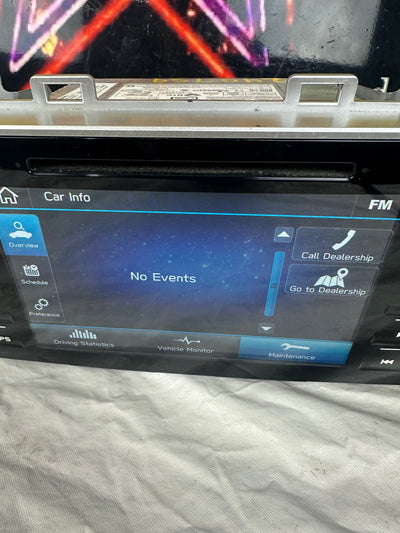 Car Info
FM
Overview
No Events
Call Dealership
Go to Dealership
Schedule
Preference
Driving Statistics
Vehicle Monitor
Maintenance